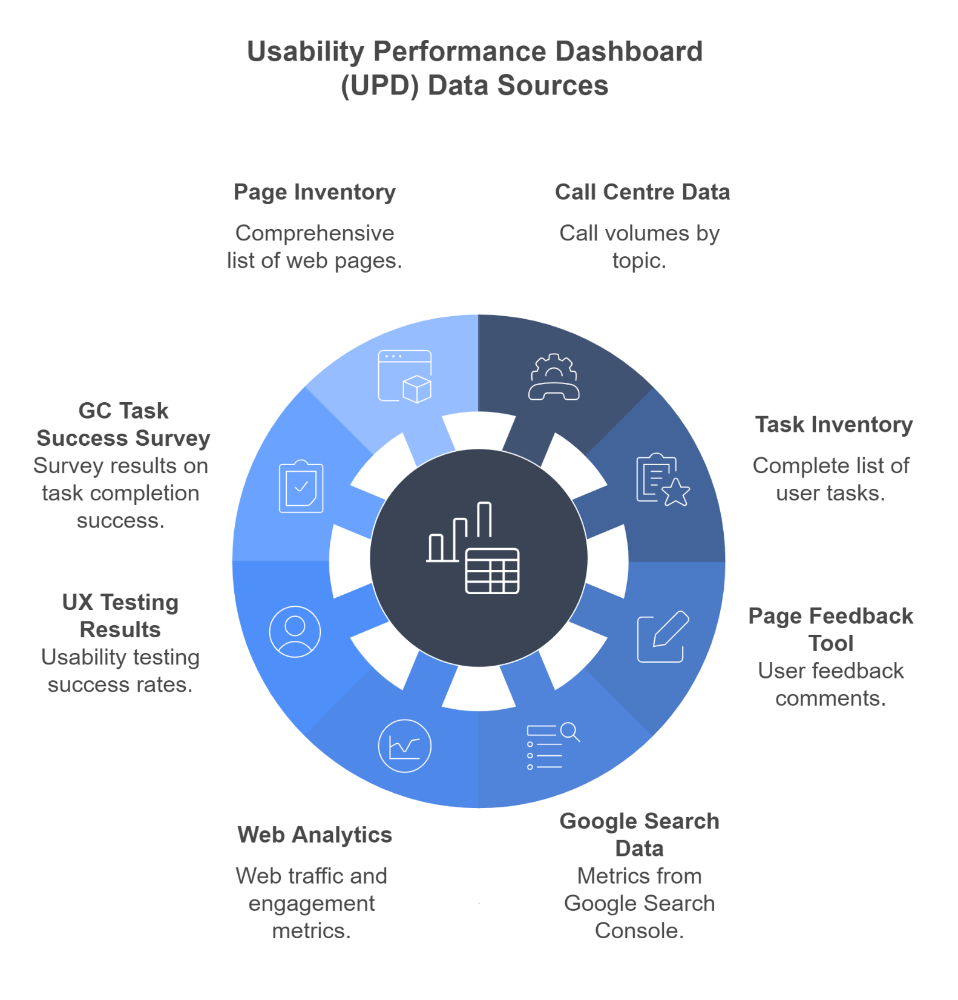 Usability Performance Dashboard
(UPD) Data Sources
Page Inventory
Comprehensive
list of web pages.
Call Centre Data
Call volumes by
topic.
GC Task
Success Survey
Survey results on
task completion
success.
Task Inventory
Complete list of
user tasks.
UX Testing
Results
Usability testing
success rates.
Page Feedback
Tool
User feedback
comments.
Web Analytics
Web traffic and
engagement
metrics.
Google Search
Data
Metrics from
Google Search
Console.